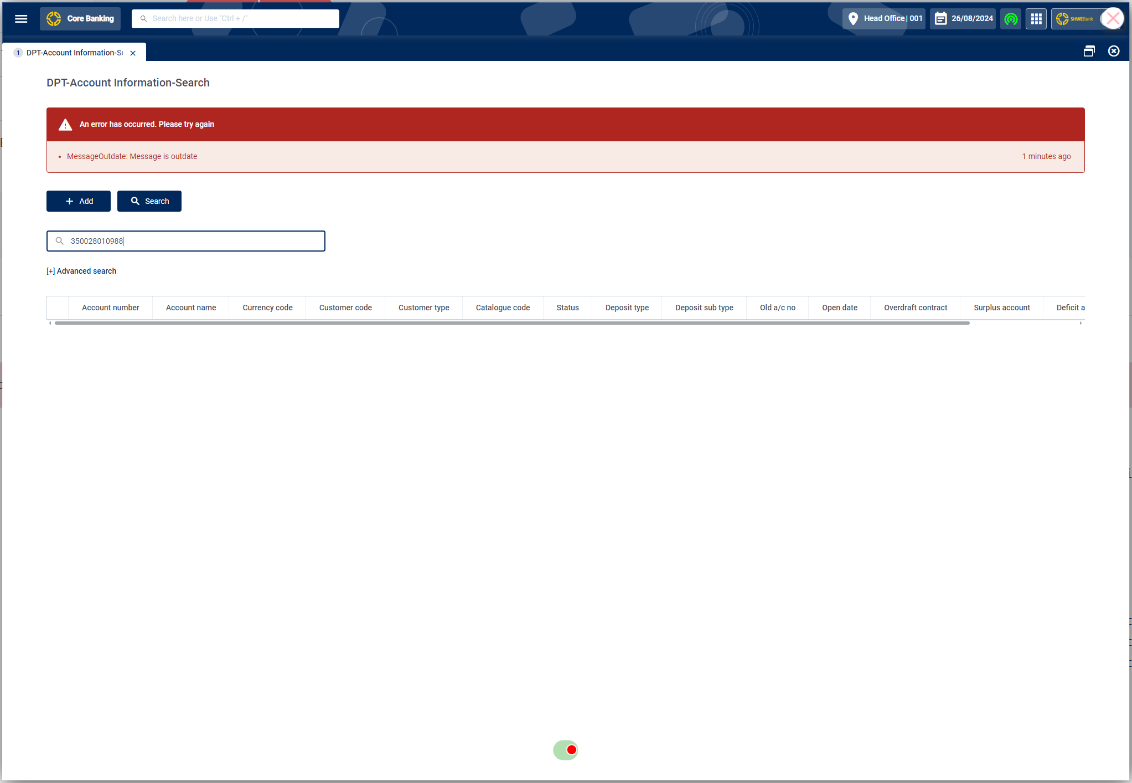 Core Banking
Search here or Use 'Ctrl + /'
Head Office| 001
26/08/2024
SHWEBank
1 DPT-Account Information-S
DPT-Account Information-Search
An error has occurred. Please try again
• MessageOutdate: Message is outdate
1 minutes ago
+ Add
Search
350028010988
[+] Advanced search
Account number Account name Currency code Customer code Customer type Catalogue code Status Deposit type Deposit sub type Old a/c no Open date Overdraft contract Surplus account Deficit a